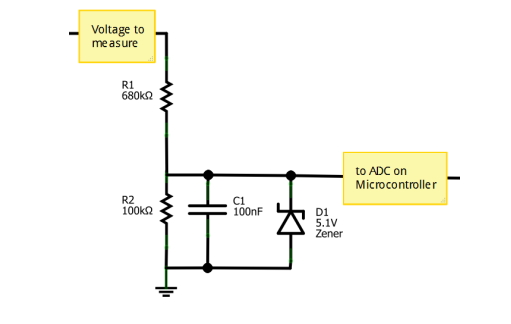 Voltage to
measure
R1
680kΩ
R2
100kΩ
C1
100nF
D1
5.1V
Zener
to ADC on
Microcontroller